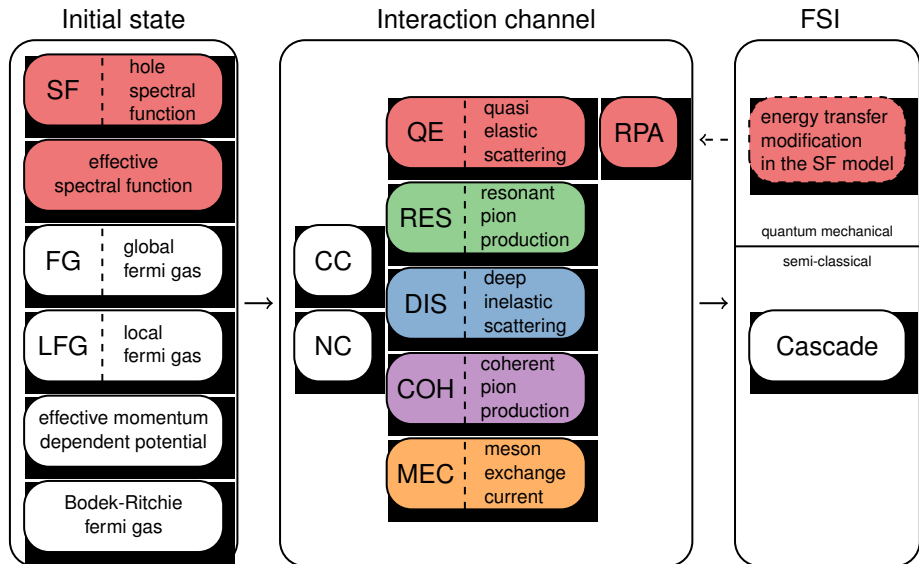 Initial state
SF
hole
spectral
function
effective
spectral function
FG
global
fermi gas
LFG
local
fermi gas
effective momentum
dependent potential
Bodek-Ritchie
fermi gas
Interaction channel
CC
NC
QE
quasi
elastic
scattering
RPA
RES
resonant
pion
production
DIS
deep
inelastic
scattering
COH
coherent
pion
production
MEC
meson
exchange
current
FSI
energy transfer
modification
in the SF model
quantum mechanical
semi-classical
Cascade